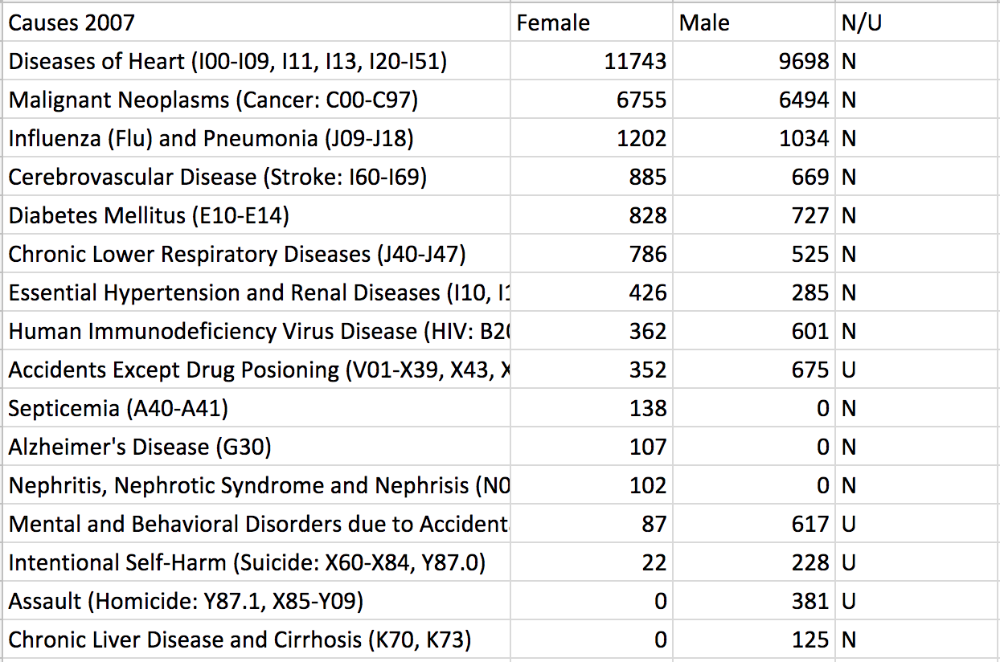 Causes 2007 Female Male N/U
Diseases of Heart (I00-I09, I11, I13, I20-I51) 11743 9698 N
Malignant Neoplasms (Cancer: C00-C97) 6755 6494 N
Influenza (Flu) and Pneumonia (J09-J18) 1202 1034 N
Cerebrovascular Disease (Stroke: I60-I69) 885 669 N
Diabetes Mellitus (E10-E14) 828 727 N
Chronic Lower Respiratory Diseases (J40-J47) 786 525 N
Essential Hypertension and Renal Diseases (I10, I1 426 285 N
Human Immunodeficiency Virus Disease (HIV: B20 362 601 N
Accidents Except Drug Posioning (V01-X39, X43, X 352 675 U
Septicemia (A40-A41) 138 0 N
Alzheimer's Disease (G30) 107 0 N
Nephritis, Nephrotic Syndrome and Nephrisis (N0 102 0 N
Mental and Behavioral Disorders due to Accident 87 617 U
Intentional Self-Harm (Suicide: X60-X84, Y87.0) 22 228 U
Assault (Homicide: Y87.1, X85-Y09) 0 381 U
Chronic Liver Disease and Cirrhosis (K70, K73) 0 125 N